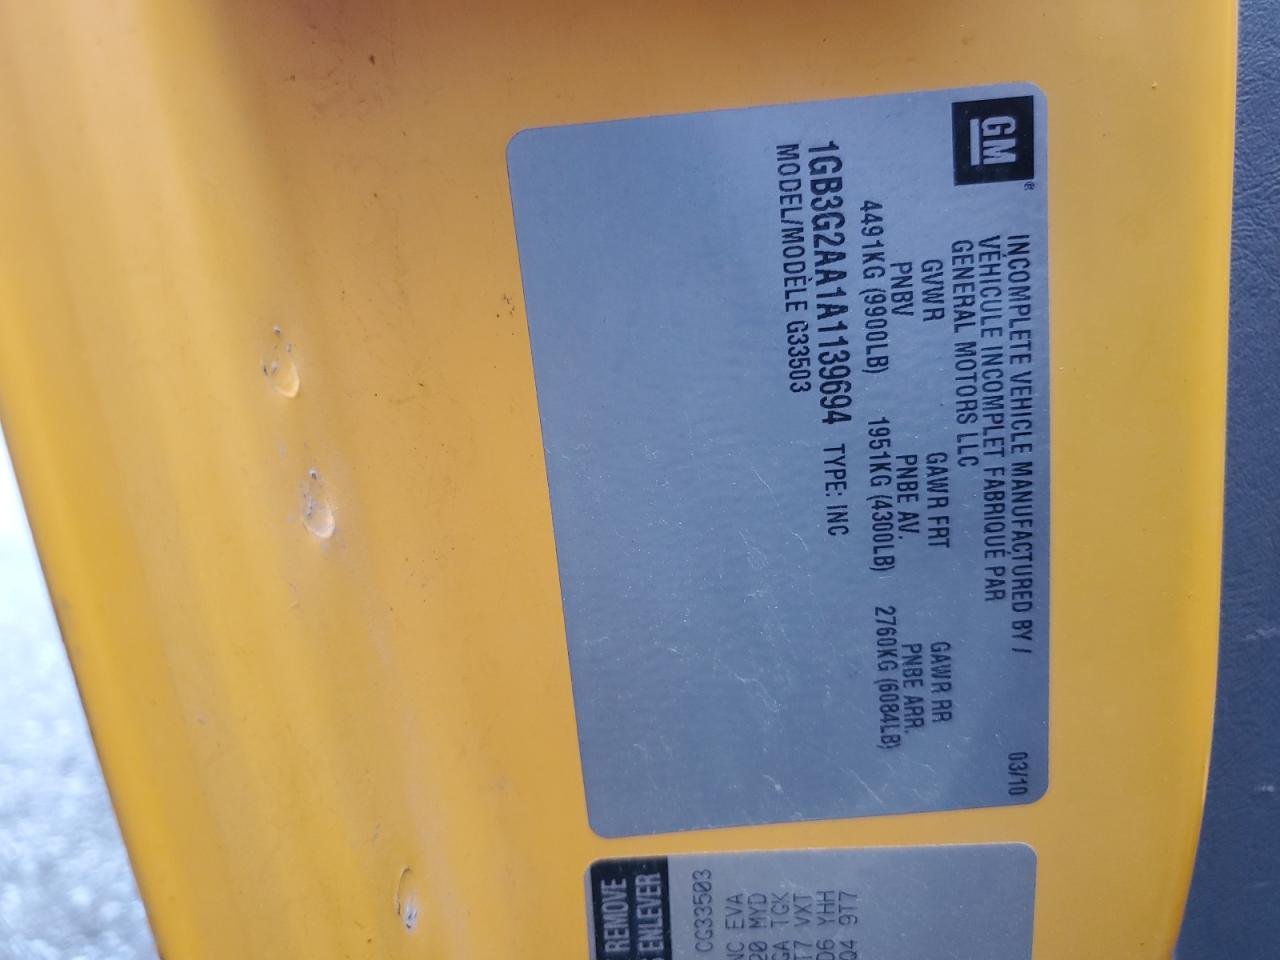 GM ®
INCOMPLETE VEHICLE MANUFACTURED BY /
VÉHICULE INCOMPLET FABRIQUÉ PAR
GENERAL MOTORS LLC
03/10
GVWR GAWR FRT GAWR RR
PNBV PNBE AV. PNBE ARR.
4491KG (9900LB) 1951KG (4300LB) 2760KG (6084LB)
1GB3G2AA1A1139694 TYPE: INC
MODEL/MODÈLE G33503
REMOVE
ENLEVER
CG33503
EVA
MYD
TGK
VXT
YHH
9T7